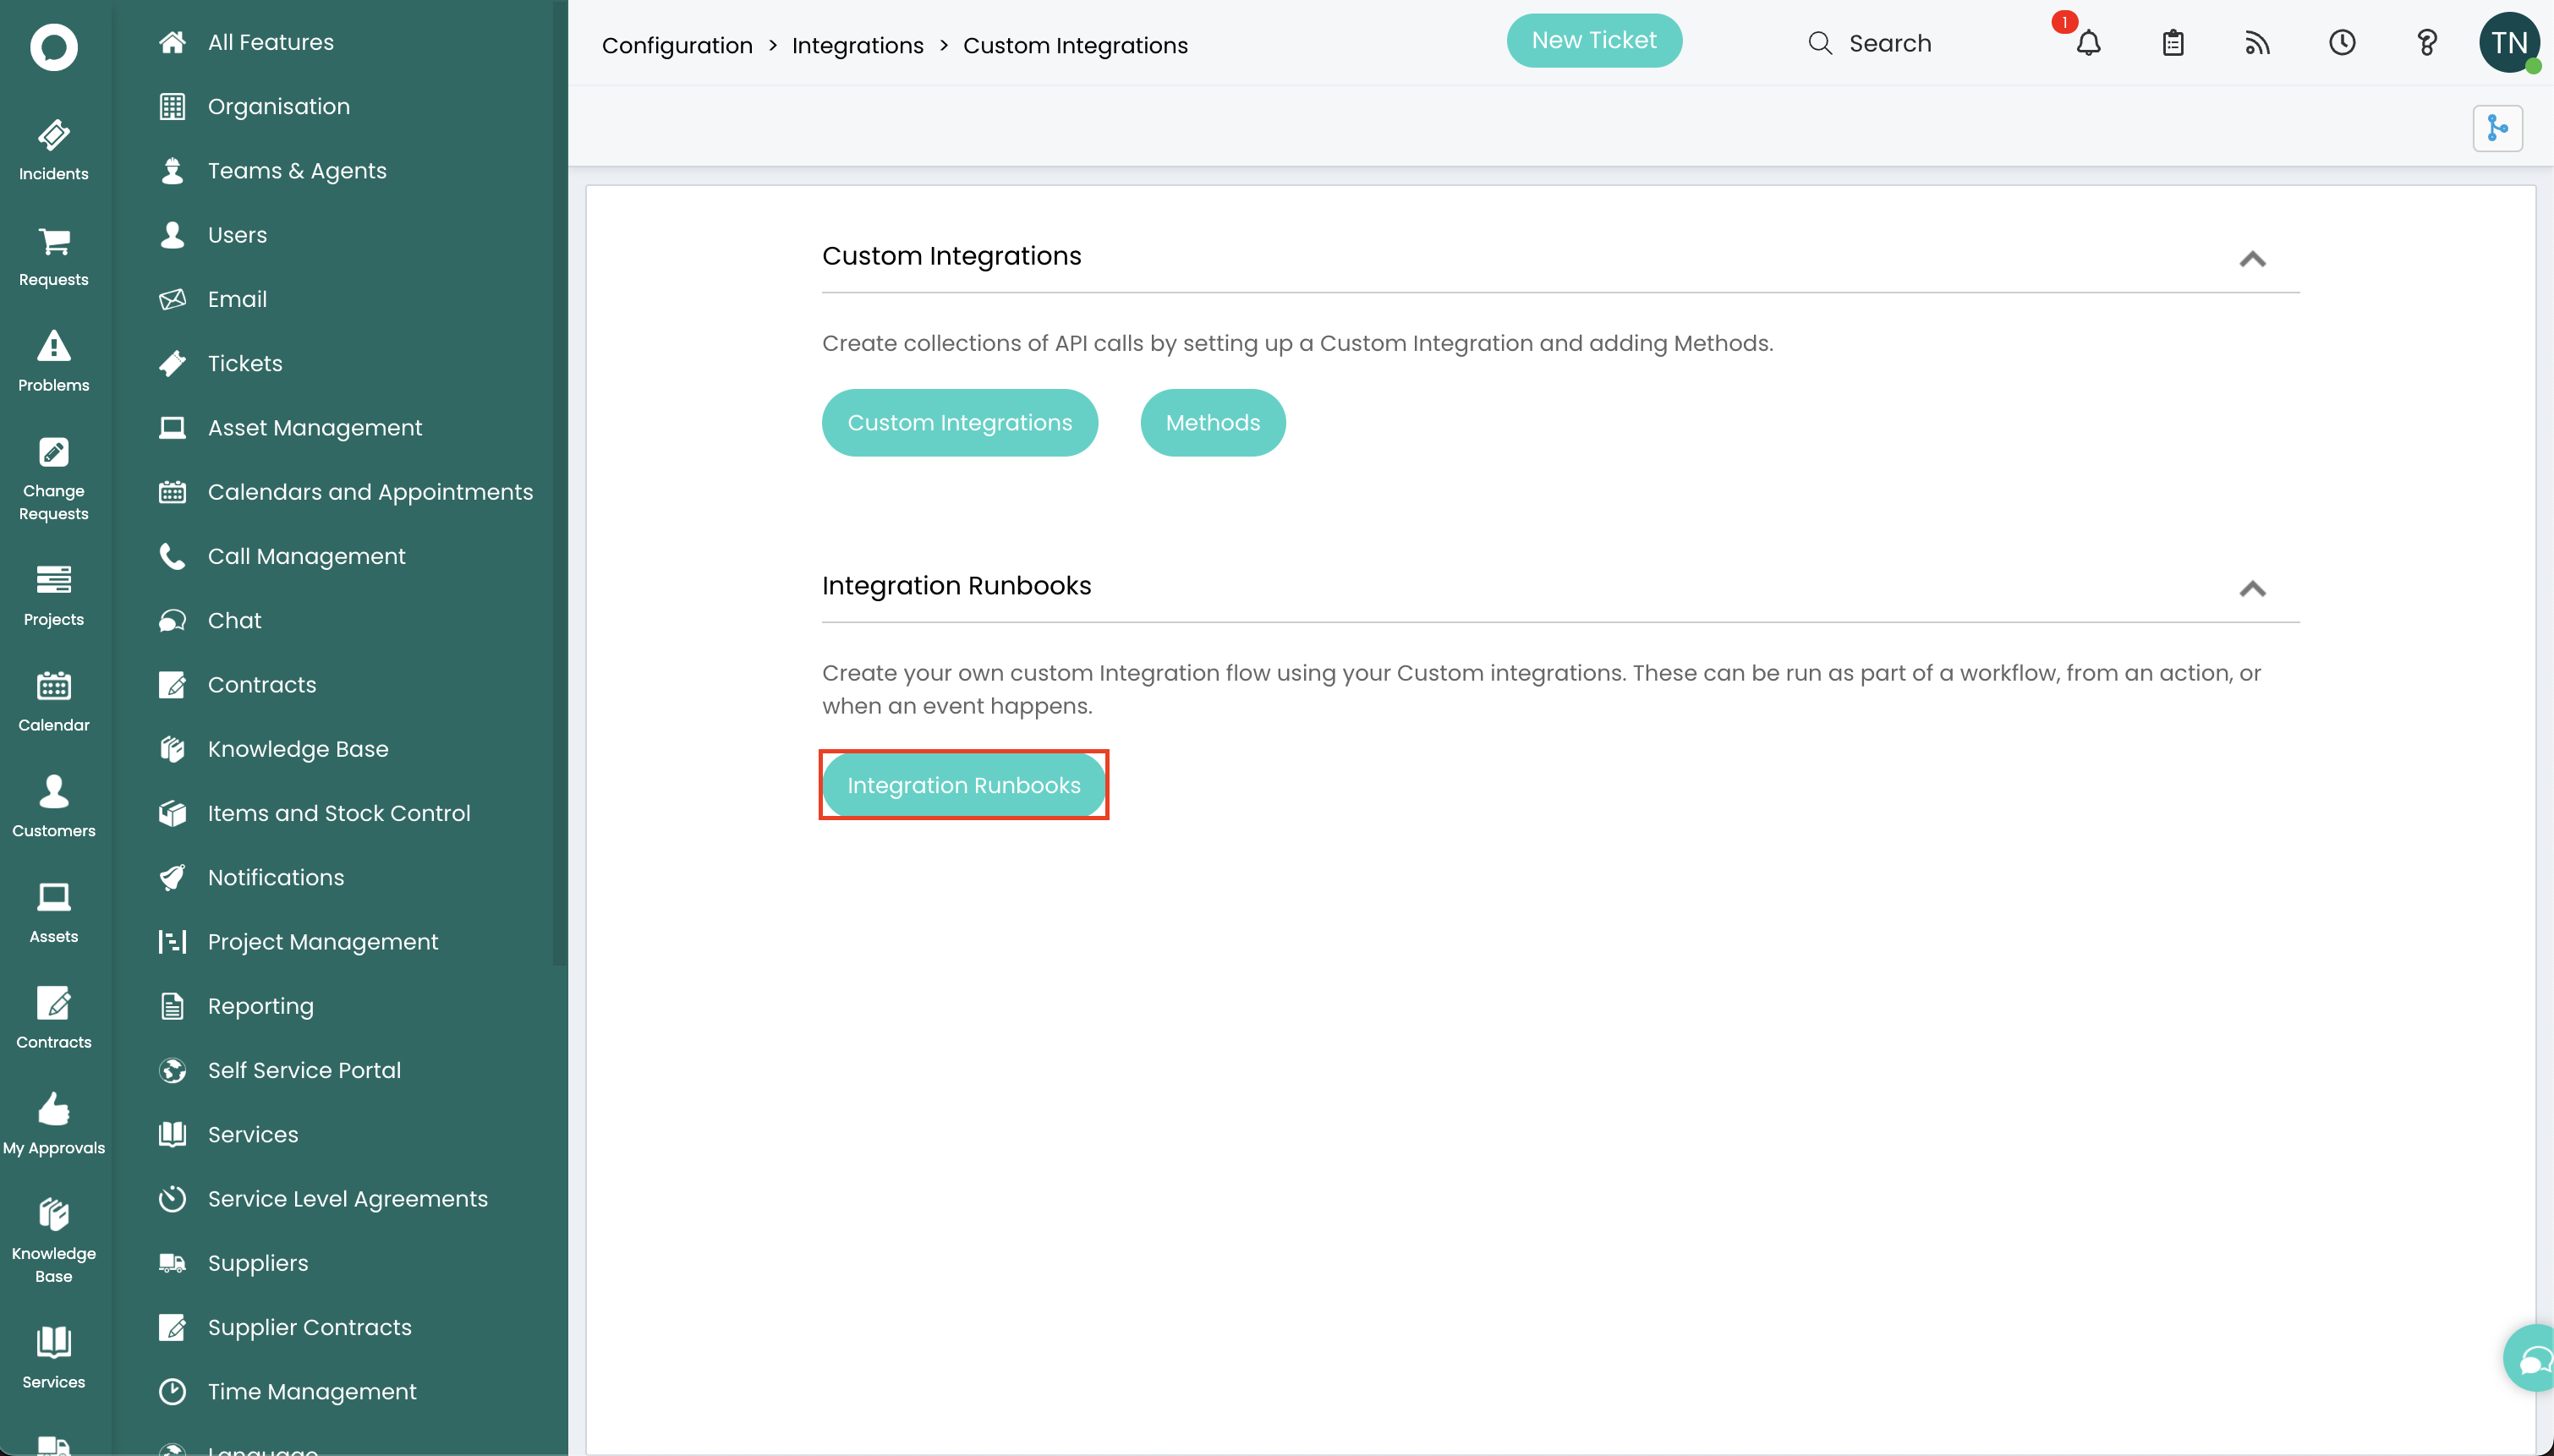 Incidents
Requests
Problems
Change
Requests
Projects
Calendar
Customers
Assets
Contracts
My Approvals
Knowledge
Base
Services
All Features
Organisation
Teams & Agents
Users
Email
Tickets
Asset Management
Calendars and Appointments
Call Management
Chat
Contracts
Knowledge Base
Items and Stock Control
Notifications
Project Management
Reporting
Self Service Portal
Services
Service Level Agreements
Suppliers
Supplier Contracts
Time Management
Language
Configuration > Integrations > Custom Integrations
New Ticket
Search
1
TN
Custom Integrations
Create collections of API calls by setting up a Custom Integration and adding Methods.
Custom Integrations Methods
Integration Runbooks
Create your own custom Integration flow using your Custom integrations. These can be run as part of a workflow, from an action, or
when an event happens.
Integration Runbooks